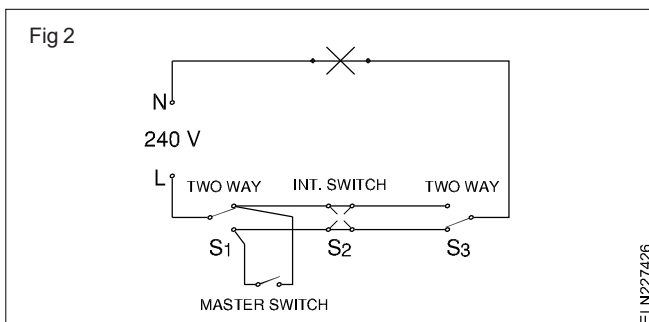 Fig 2
N
240 V
L
TWO WAY INT. SWITCH TWO WAY
S1 S2 S3
MASTER SWITCH
ELN227426